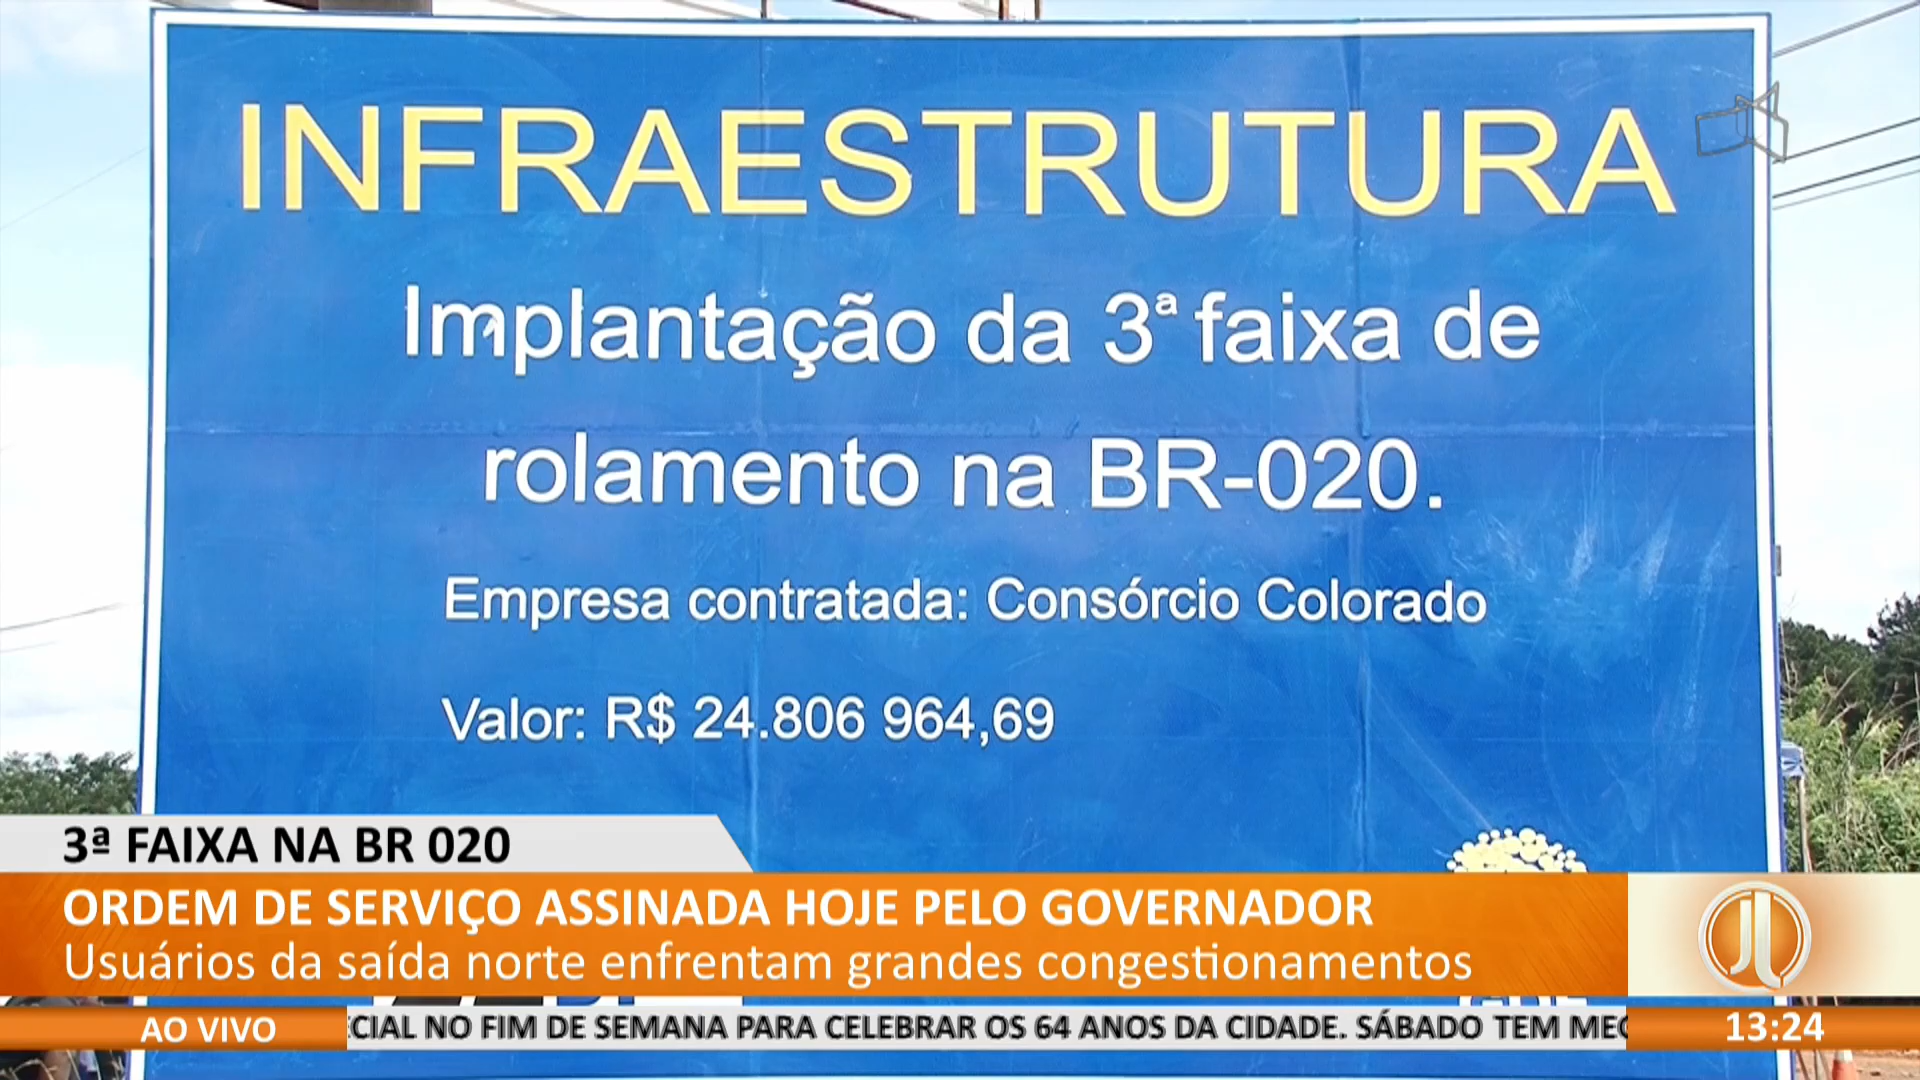 INFRAESTRUTURA
Implantação da 3ª faixa de
rolamento na BR-020.
Empresa contratada: Consórcio Colorado
Valor: R$ 24.806 964,69
3ª FAIXA NA BR 020
ORDEM DE SERVIÇO ASSINADA HOJE PELO GOVERNADOR
Usuários da saída norte enfrentam grandes congestionamentos
AO VIVO
ECIAL NO FIM DE SEMANA PARA CELEBRAR OS 64 ANOS DA CIDADE. SÁBADO TEM
13:24